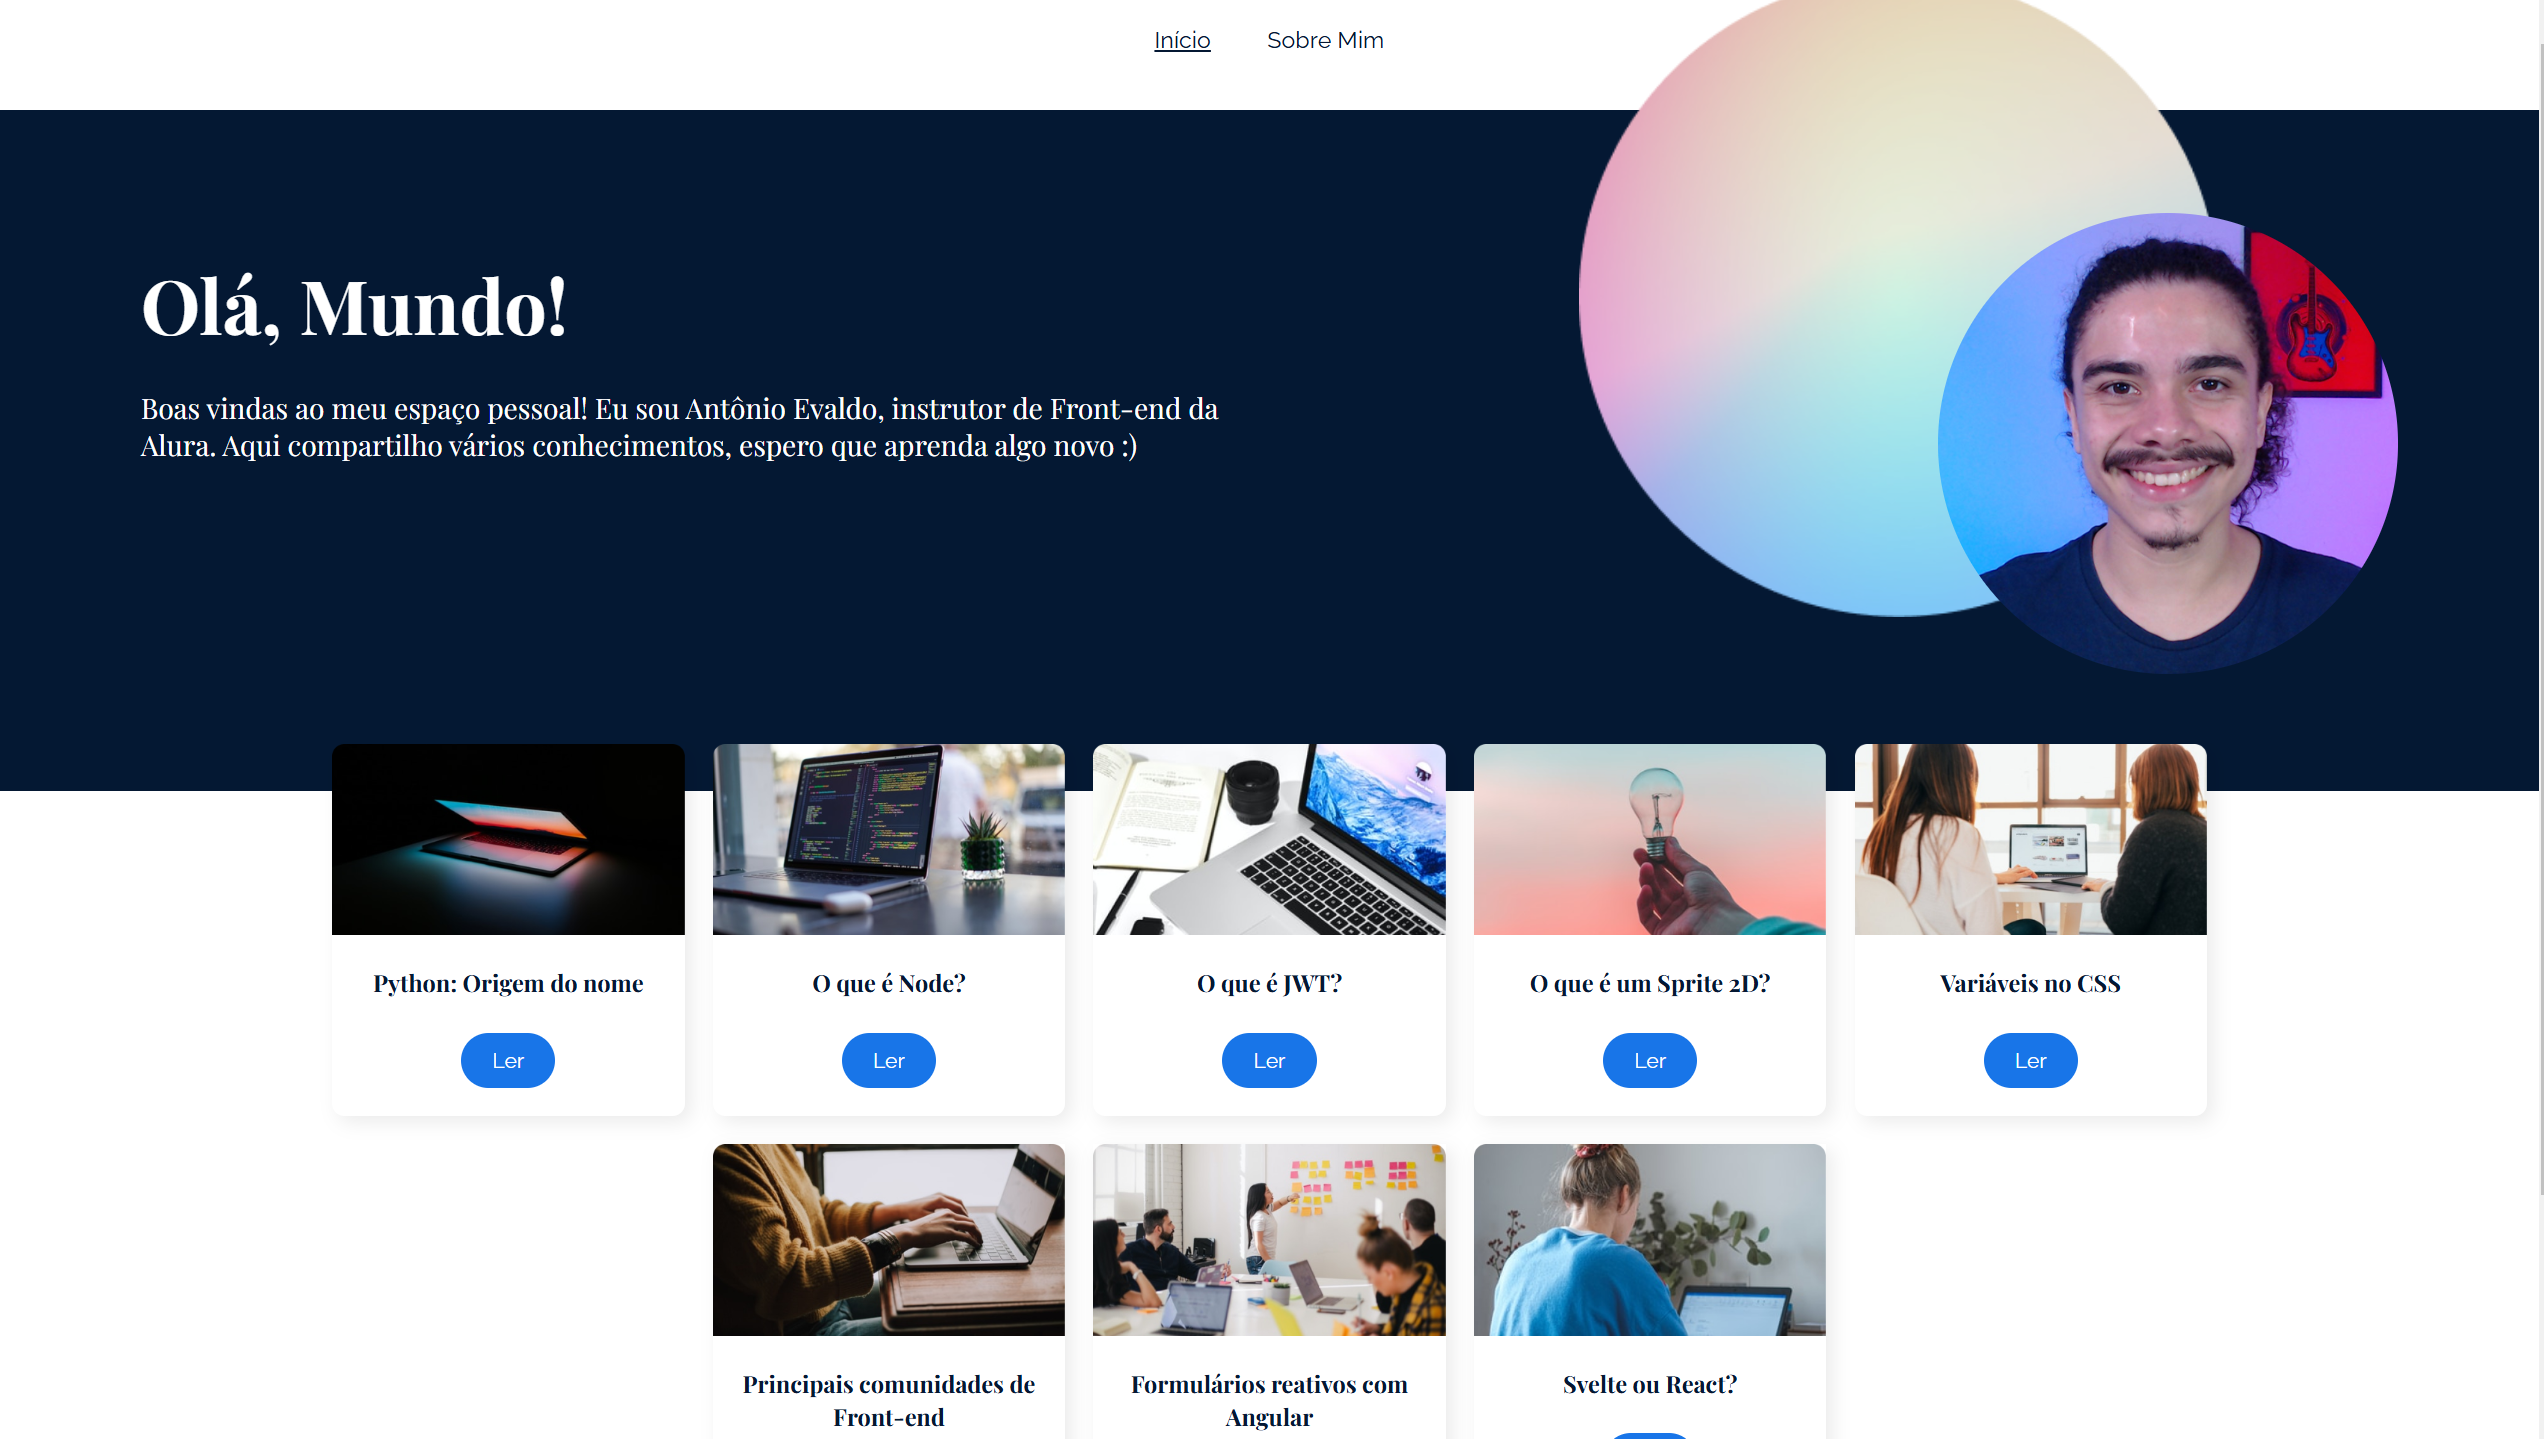 Início
Sobre Mim
Olá, Mundo!
Boas vindas ao meu espaço pessoal! Eu sou Antônio Evaldo, instrutor de Front-end da
Alura. Aqui compartilho vários conhecimentos, espero que aprenda algo novo :)
Python: Origem do nome
O que é Node?
O que é JWT?
O que é um Sprite 2D?
Variáveis no CSS
Ler
Ler
Ler
Ler
Ler
Principais comunidades de
Front-end
Formulários reativos com
Angular
Svelte ou React?